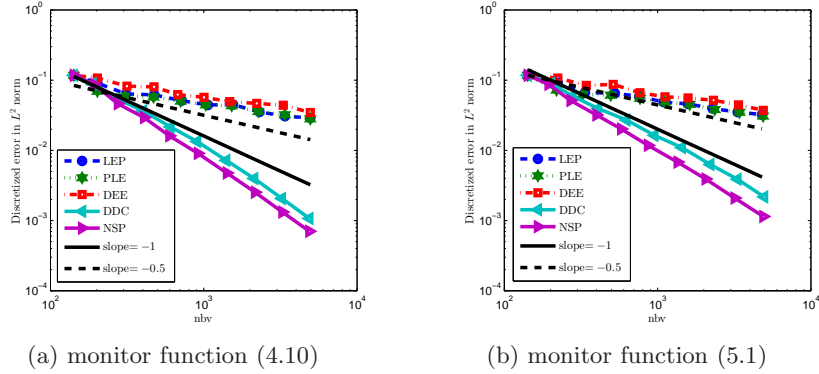 10^0
10^−1
10^−2
10^−3
10^−4
Discretized error in L^2 norm
LEP
PLE
DEE
DDC
NSP
slope= −1
slope= −0.5
10^2
10^3
10^4
nbv
(a) monitor function (4.10)
10^0
10^−1
10^−2
10^−3
10^−4
Discretized error in L^2 norm
LEP
PLE
DEE
DDC
NSP
slope= −1
slope= −0.5
10^2
10^3
10^4
nbv
(b) monitor function (5.1)